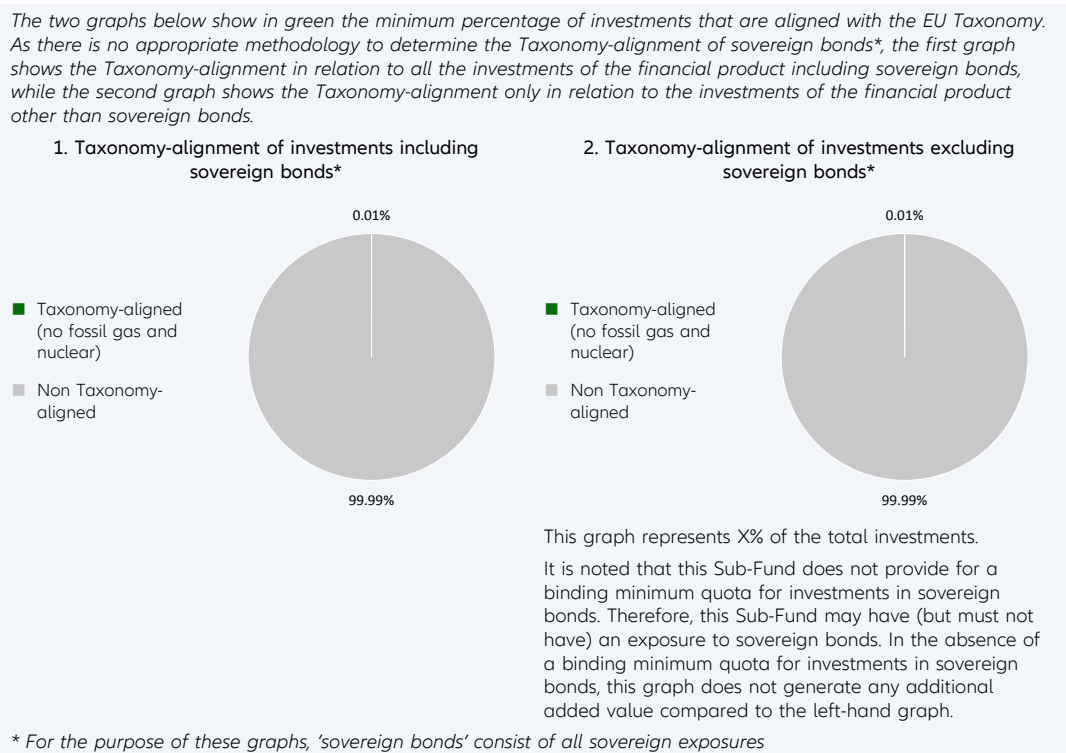 The two graphs below show in green the minimum percentage of investments that are aligned with the EU Taxonomy.
As there is no appropriate methodology to determine the Taxonomy-alignment of sovereign bonds*, the first graph
shows the Taxonomy-alignment in relation to all the investments of the financial product including sovereign bonds,
while the second graph shows the Taxonomy-alignment only in relation to the investments of the financial product
other than sovereign bonds.
1. Taxonomy-alignment of investments including
sovereign bonds*
0.01%
Taxonomy-aligned
(no fossil gas and
nuclear)
Non Taxonomy-
aligned
99.99%
2. Taxonomy-alignment of investments excluding
sovereign bonds*
0.01%
Taxonomy-aligned
(no fossil gas and
nuclear)
Non Taxonomy-
aligned
99.99%
This graph represents X% of the total investments.
It is noted that this Sub-Fund does not provide for a
binding minimum quota for investments in sovereign
bonds. Therefore, this Sub-Fund may have (but must not
have) an exposure to sovereign bonds. In the absence of
a binding minimum quota for investments in sovereign
bonds, this graph does not generate any additional
added value compared to the left-hand graph.
* For the purpose of these graphs, ‘sovereign bonds’ consist of all sovereign exposures